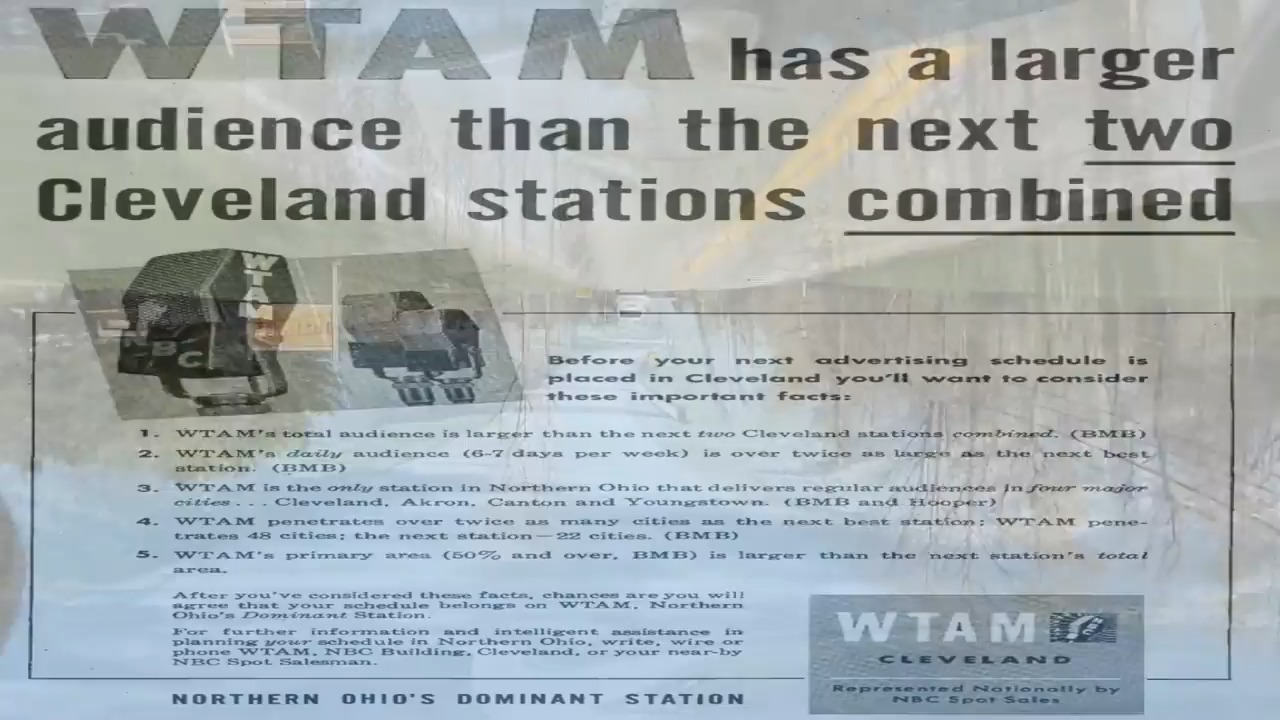 WTAM has a larger
audience than the next two
Cleveland stations combined
WTAM
NBC
Before your next advertising schedule is
placed in Cleveland you'll want to consider
these important facts:
1. WTAM's total audience is larger than the next two Cleveland stations combined. (BMB)
2. WTAM's daily audience (6-7 days per week) is over twice as large as the next best
station. (BMB)
3. WTAM is the only station in Northern Ohio that delivers regular audiences in four major
cities... Cleveland, Akron, Canton and Youngstown. (BMB and Hooper)
4. WTAM penetrates over twice as many cities as the next best station: WTAM pene-
trates 48 cities; the next station—22 cities. (BMB)
5. WTAM's primary area (50% and over, BMB) is larger than the next station's total
area.
After you've considered these facts, chances are you will
agree that your schedule belongs on WTAM, Northern
Ohio's Dominant Station.
For further information and intelligent assistance in
planning your schedule in Northern Ohio, write, wire or
phone WTAM, NBC Building, Cleveland, or your near-by
NBC Spot Salesman.
NORTHERN OHIO'S DOMINANT STATION
WTAM
CLEVELAND
Represented Nationally by
NBC Spot Sales